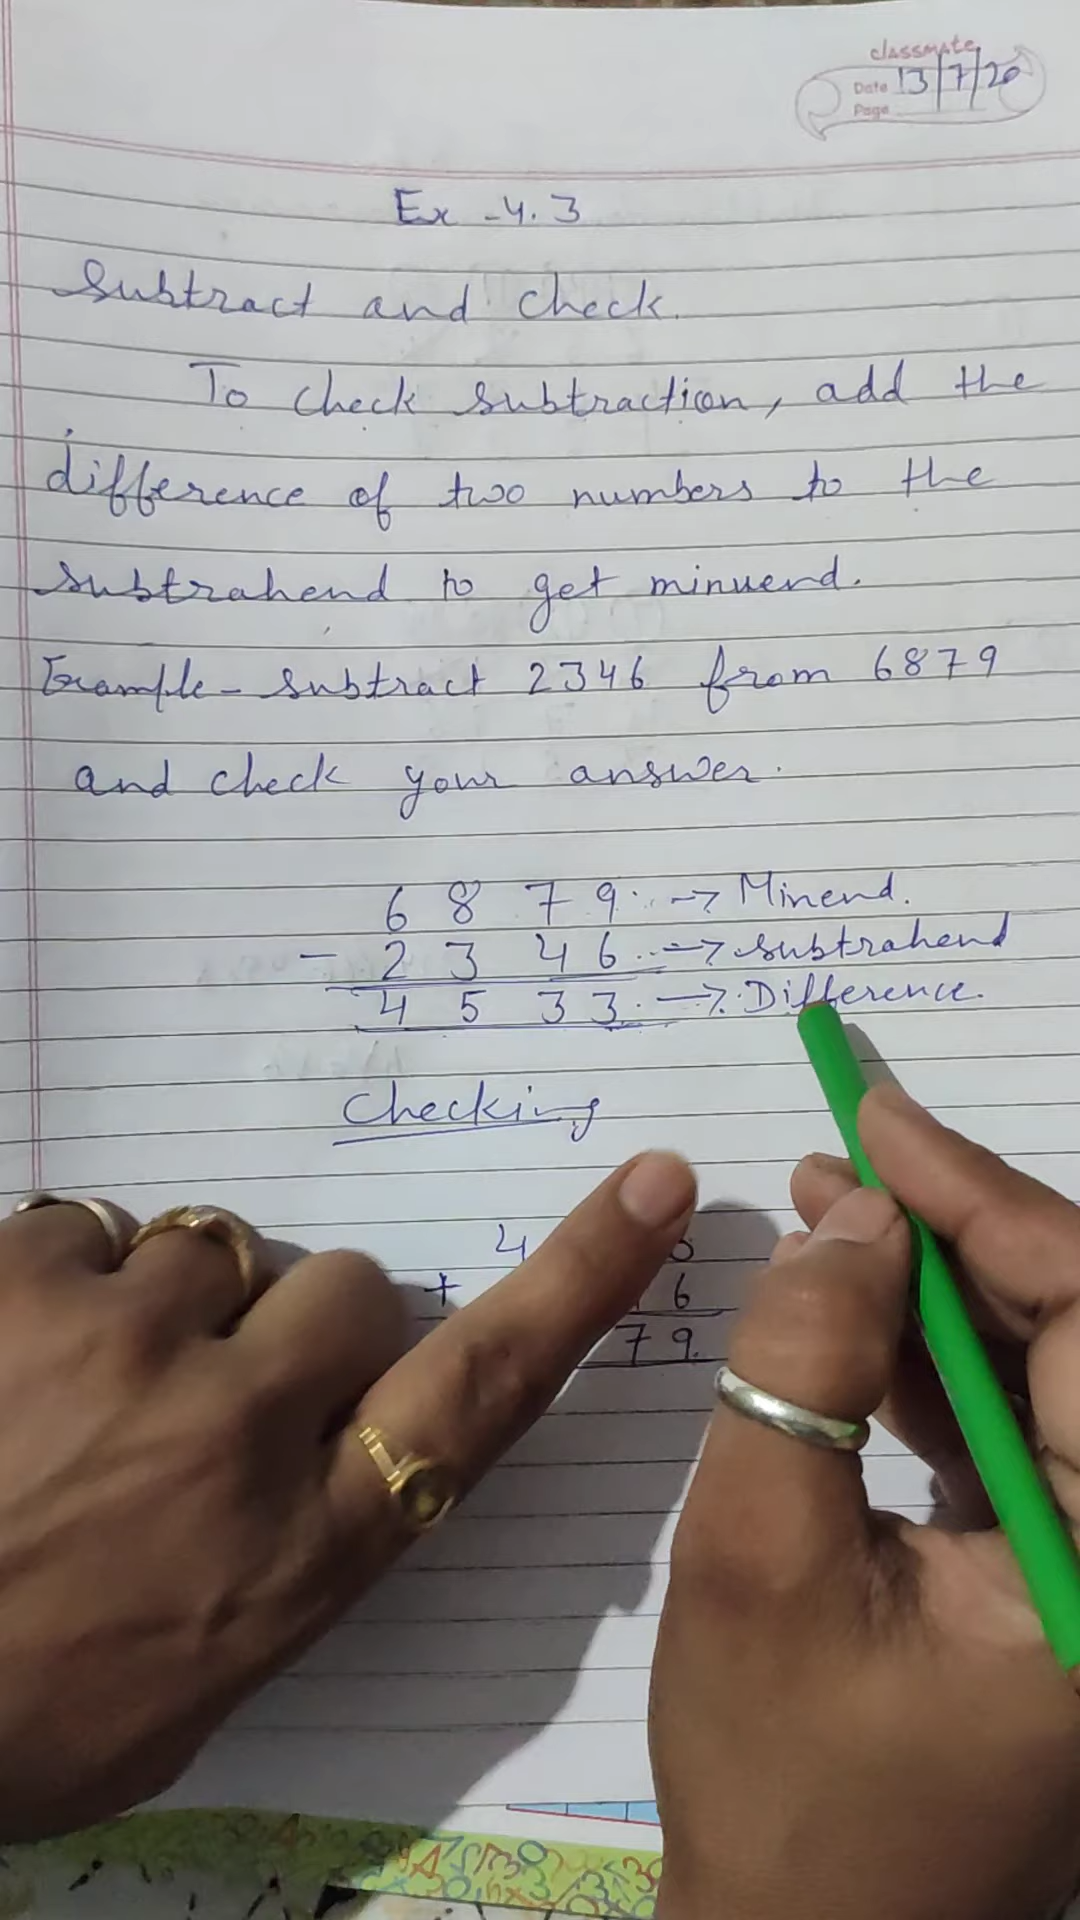 classmate
Date 13/7/20
Page
Ex - 4.3
Subtract and check.
To check subtraction, add the
difference of two numbers to the
subtrahend to get minuend.
Example - subtract 2346 from 6879
and check your answer.
6 8 7 9 → Minend.
- 2 3 4 6 → subtrahend
4 5 3 3 → Difference.
Checking
4
+ 6
7 9